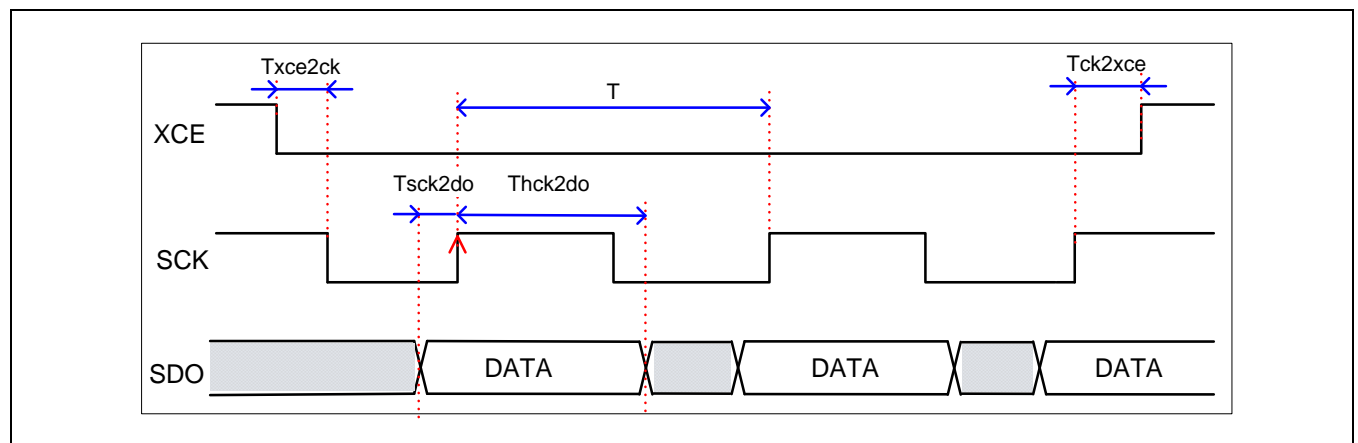 Txce2ck
T
Tck2xce
XCE
Tsck2do
Thck2do
SCK
SDO
DATA
DATA
DATA